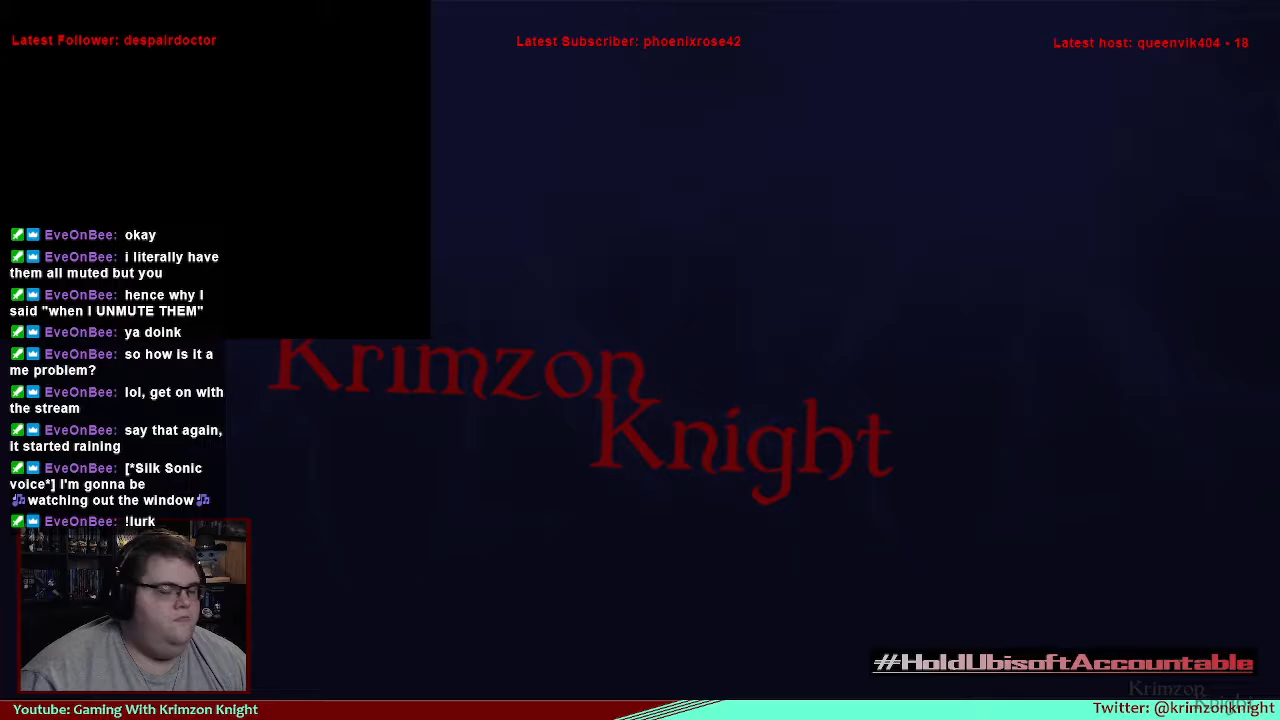 Latest Follower: despairdoctor
Latest Subscriber: phoenixrose42
Latest host: queenvik404 • 18
EveOnBee: okay
EveOnBee: i literally have
them all muted but you
EveOnBee: hence why I
said "when I UNMUTE THEM"
EveOnBee: ya doink
EveOnBee: so how is it a
me problem?
EveOnBee: lol, get on with
the stream
EveOnBee: say that again,
it started raining
EveOnBee: [*Silk Sonic
voice*] I'm gonna be
🎶watching out the window🎶
EveOnBee: !lurk
Krimzon
Knight
#HoldUbisoftAccountable
Krimzon
Knight
Youtube: Gaming With Krimzon Knight
Twitter: @krimzonknight